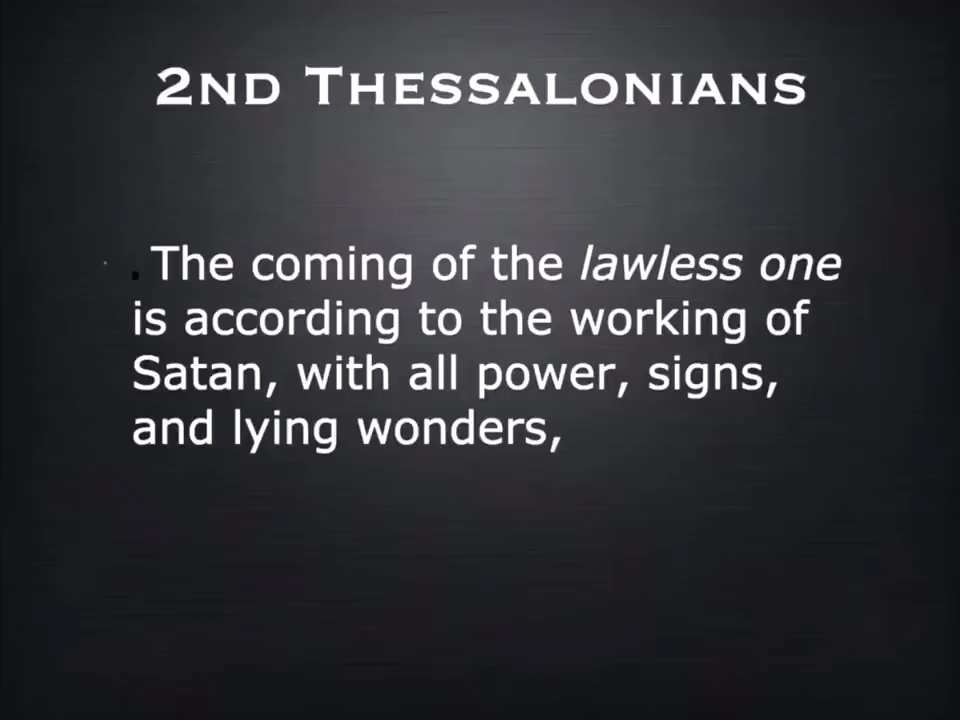 2nd Thessalonians
. The coming of the lawless one
is according to the working of
Satan, with all power, signs,
and lying wonders,